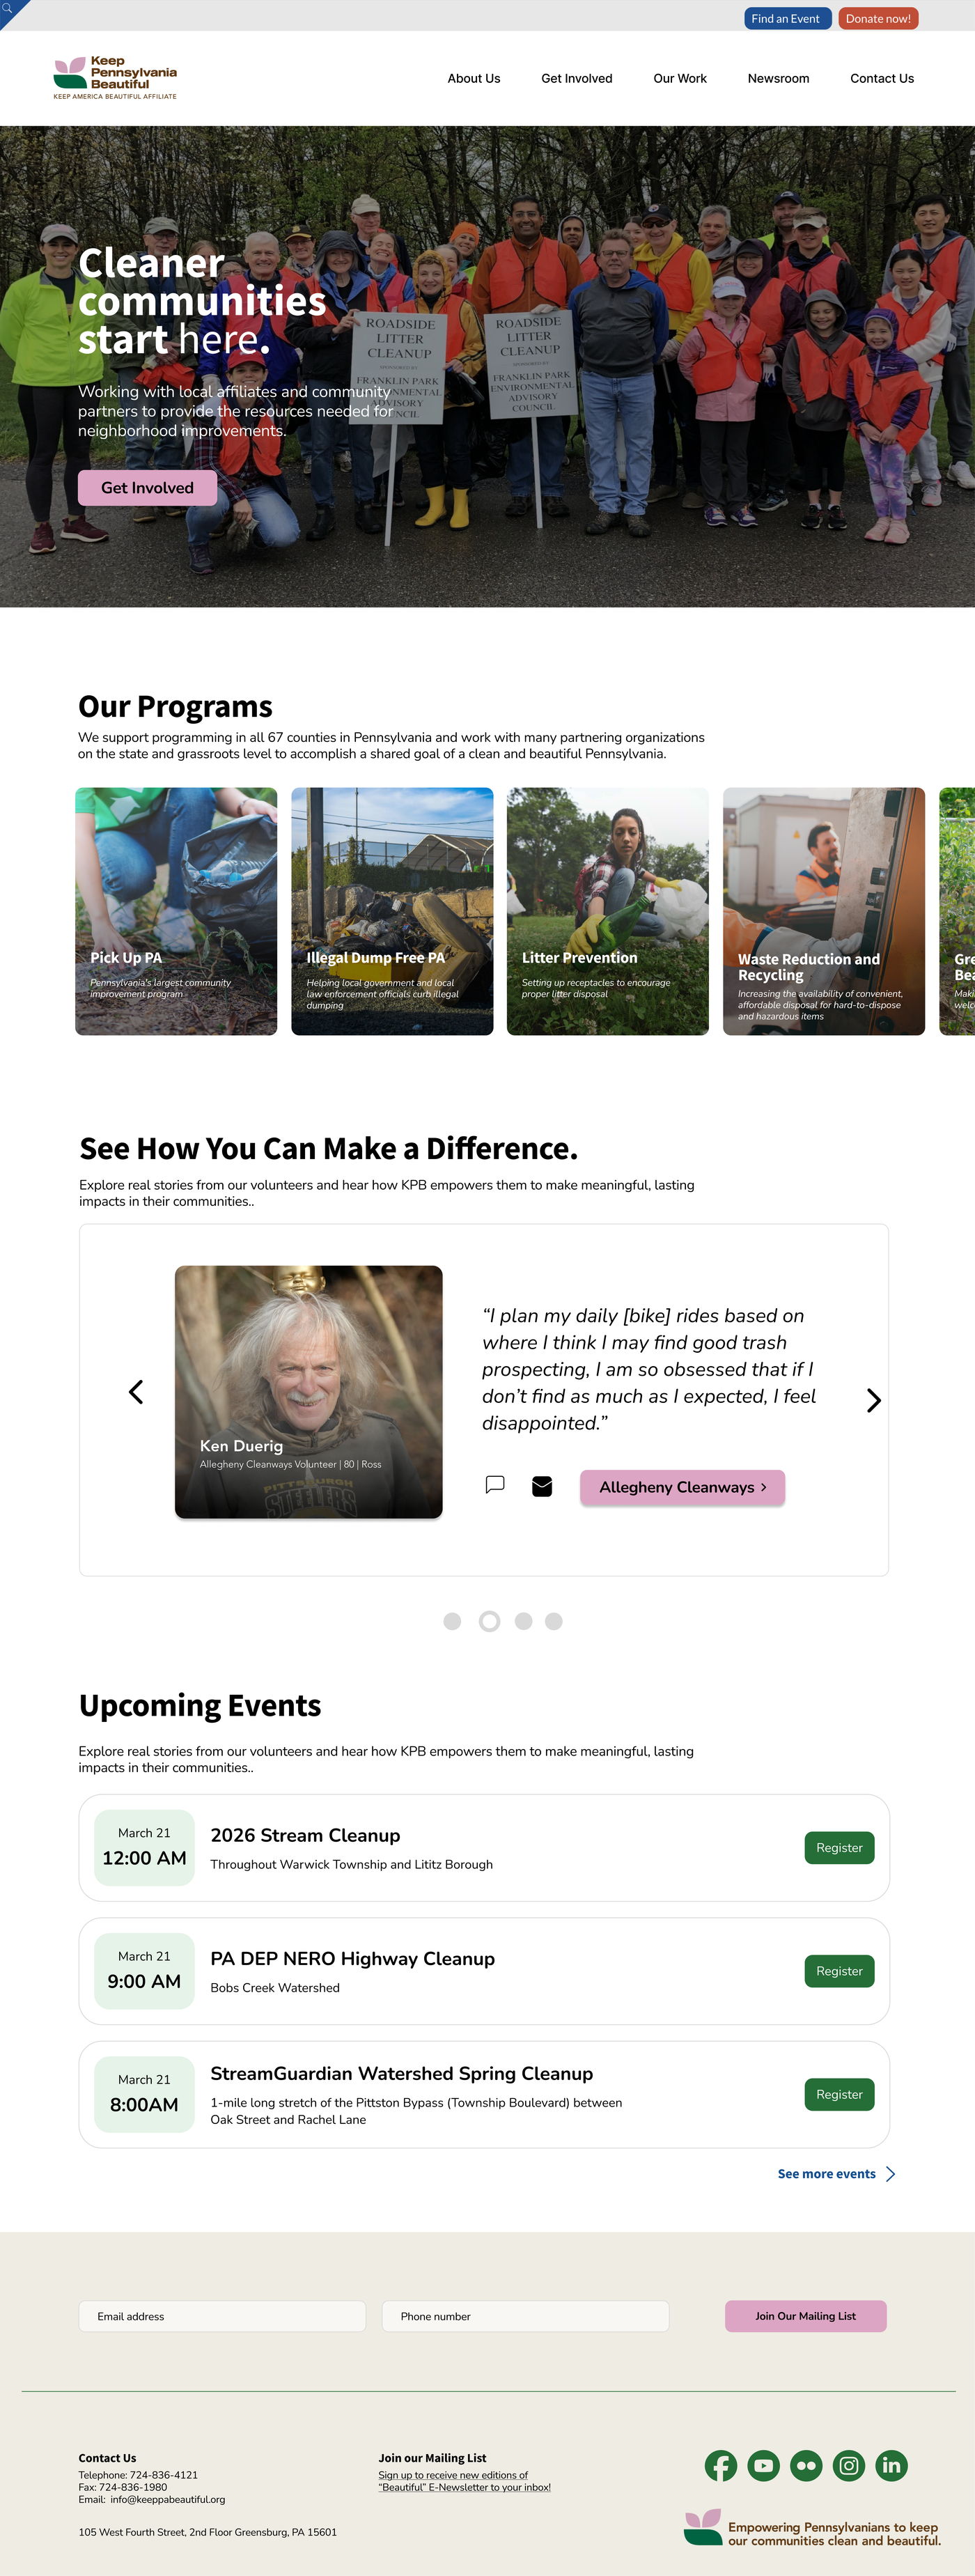 Find an Event
Donate now!
Keep
Pennsylvania
Beautiful
KEEP AMERICA BEAUTIFUL AFFILIATE
About Us
Get Involved
Our Work
Newsroom
Contact Us
Cleaner
communities
start here.
Working with local affiliates and community
partners to provide the resources needed for
neighborhood improvements.
Get Involved
ROADSIDE
LITTER
CLEANUP
FRANKLIN PARK
ADVISORY
ROADSIDE
LITTER
CLEANUP
SPONSORED BY
FRANKLIN PARK
ENVIRONMENTAL
ADVISORY
COUNCIL
Our Programs
We support programming in all 67 counties in Pennsylvania and work with many partnering organizations
on the state and grassroots level to accomplish a shared goal of a clean and beautiful Pennsylvania.
Pick Up PA
Pennsylvania's largest community
improvement program
Illegal Dump Free PA
Helping local government and local
law enforcement officials curb illegal
dumping
Litter Prevention
Setting up receptacles to encourage
proper litter disposal
Waste Reduction and
Recycling
Increasing the availability of convenient,
affordable disposal for hard-to-dispose
and hazardous items
Gre
Bea
Maki
welc
See How You Can Make a Difference.
Explore real stories from our volunteers and hear how KPB empowers them to make meaningful, lasting
impacts in their communities..
“I plan my daily [bike] rides based on
where I think I may find good trash
prospecting, I am so obsessed that if I
don’t find as much as I expected, I feel
disappointed.”
Ken Duerig
Allegheny Cleanways Volunteer | 80 | Ross
PITTSBURGH
STEELERS
Allegheny Cleanways
Upcoming Events
Explore real stories from our volunteers and hear how KPB empowers them to make meaningful, lasting
impacts in their communities..
March 21
12:00 AM
2026 Stream Cleanup
Throughout Warwick Township and Lititz Borough
Register
March 21
9:00 AM
PA DEP NERO Highway Cleanup
Bobs Creek Watershed
Register
March 21
8:00AM
StreamGuardian Watershed Spring Cleanup
1-mile long stretch of the Pittston Bypass (Township Boulevard) between
Oak Street and Rachel Lane
Register
See more events
Email address
Phone number
Join Our Mailing List
Contact Us
Telephone: 724-836-4121
Fax: 724-836-1980
Email: info@keeppabeautiful.org
105 West Fourth Street, 2nd Floor Greensburg, PA 15601
Join our Mailing List
Sign up to receive new editions of
“Beautiful” E-Newsletter to your inbox!
in
Empowering Pennsylvanians to keep
our communities clean and beautiful.